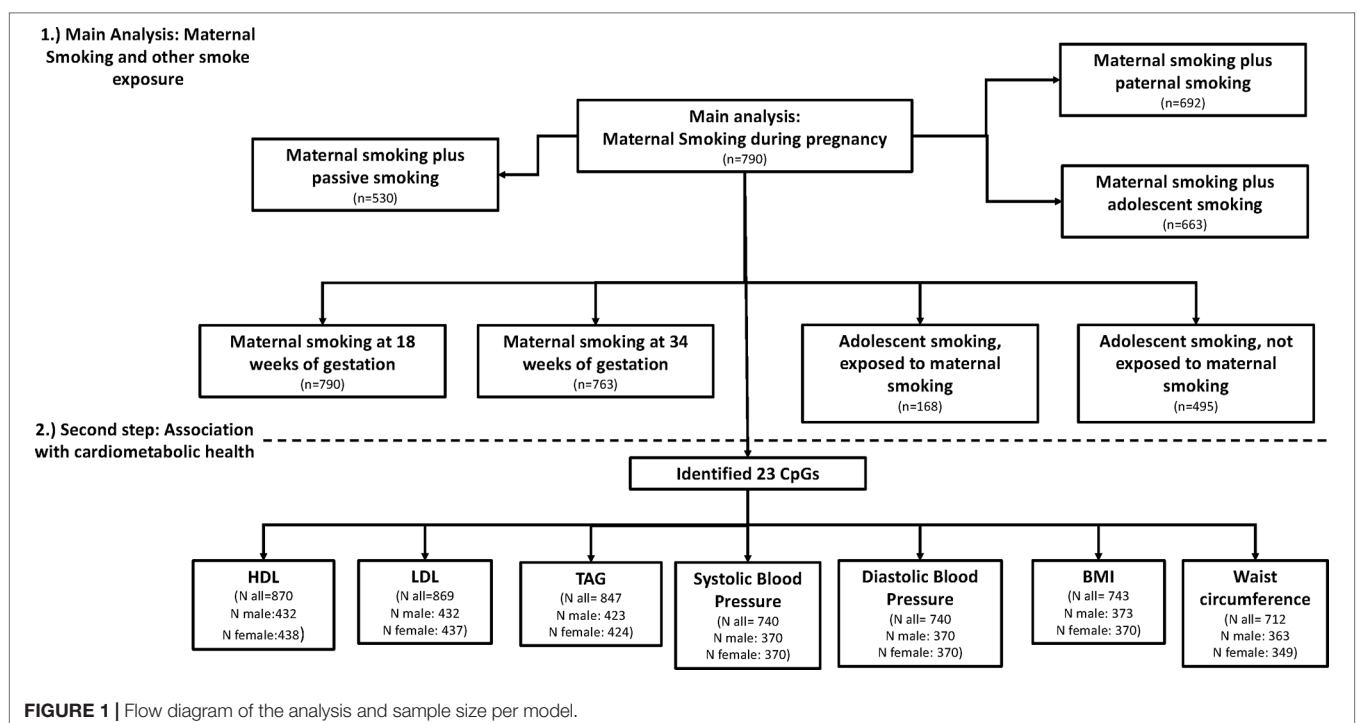 1.) Main Analysis: Maternal
Smoking and other smoke
exposure
Maternal smoking plus
paternal smoking
(n=692)
Main analysis:
Maternal Smoking during pregnancy
(n=790)
Maternal smoking plus
passive smoking
(n=530)
Maternal smoking plus
adolescent smoking
(n=663)
Maternal smoking at 18
weeks of gestation
(n=790)
Maternal smoking at 34
weeks of gestation
(n=763)
Adolescent smoking,
exposed to maternal
smoking
(n=168)
Adolescent smoking, not
exposed to maternal
smoking
(n=495)
2.) Second step: Association
with cardiometabolic health
Identified 23 CpGs
HDL
(N all=870
N male:432
N female:438)
LDL
(N all=869
N male: 432
N female: 437)
TAG
(N all= 847
N male: 423
N female: 424)
Systolic Blood
Pressure
(N all= 740
N male: 370
N female: 370)
Diastolic Blood
Pressure
(N all= 740
N male: 370
N female: 370)
BMI
(N all= 743
N male: 373
N female: 370)
Waist
circumference
(N all= 712
N male: 363
N female: 349)
FIGURE 1 | Flow diagram of the analysis and sample size per model.